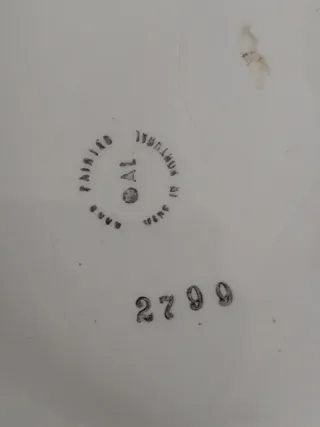 HAND PAINTED
MADE IN PORTUGAL
AL
2799